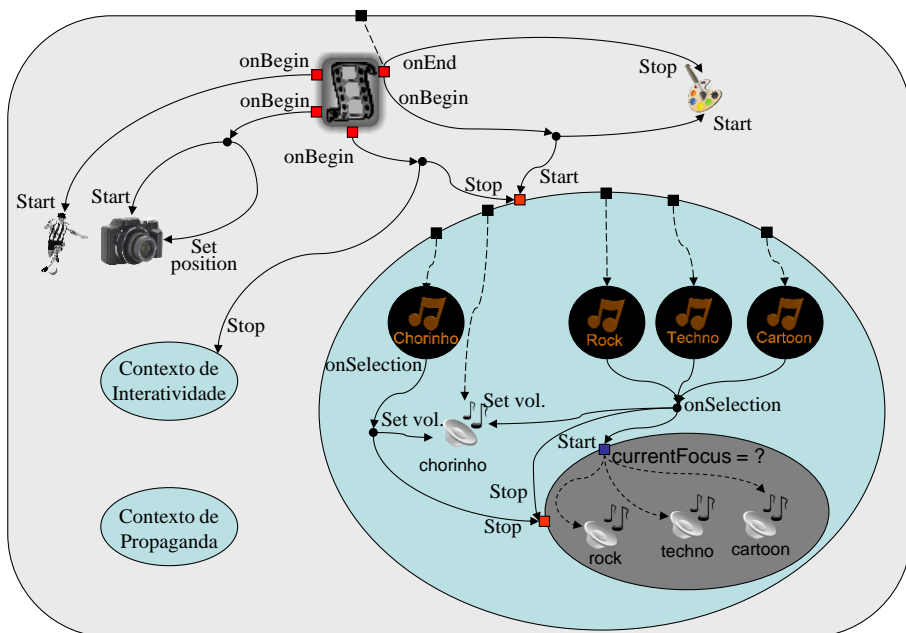 onBegin
onEnd
Stop
onBegin
onBegin
Start
onBegin
Start
Stop
Start
Start
Set
position
Stop
Chorinho
Rock
Techno
Cartoon
Contexto de
Interatividade
onSelection
Set vol.
Set vol.
onSelection
chorinho
Start
currentFocus = ?
Stop
Stop
Contexto de
Propaganda
rock
techno
cartoon